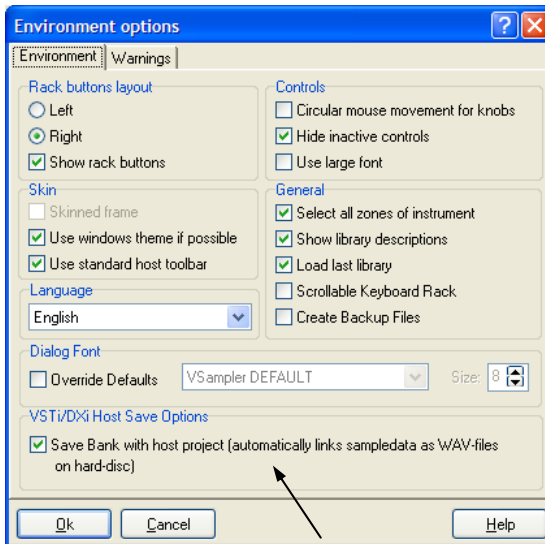 Environment options
Environment
Warnings
Rack buttons layout
Left
Right
Show rack buttons
Controls
Circular mouse movement for knobs
Hide inactive controls
Use large font
Skin
Skinned frame
Use windows theme if possible
Use standard host toolbar
General
Select all zones of instrument
Show library descriptions
Load last library
Scrollable Keyboard Rack
Create Backup Files
Language
English
Dialog Font
Override Defaults
VSampler DEFAULT
Size: 8
VSTi/DXi Host Save Options
Save Bank with host project (automatically links sampledata as WAV-files
on hard-disc)
Ok
Cancel
Help